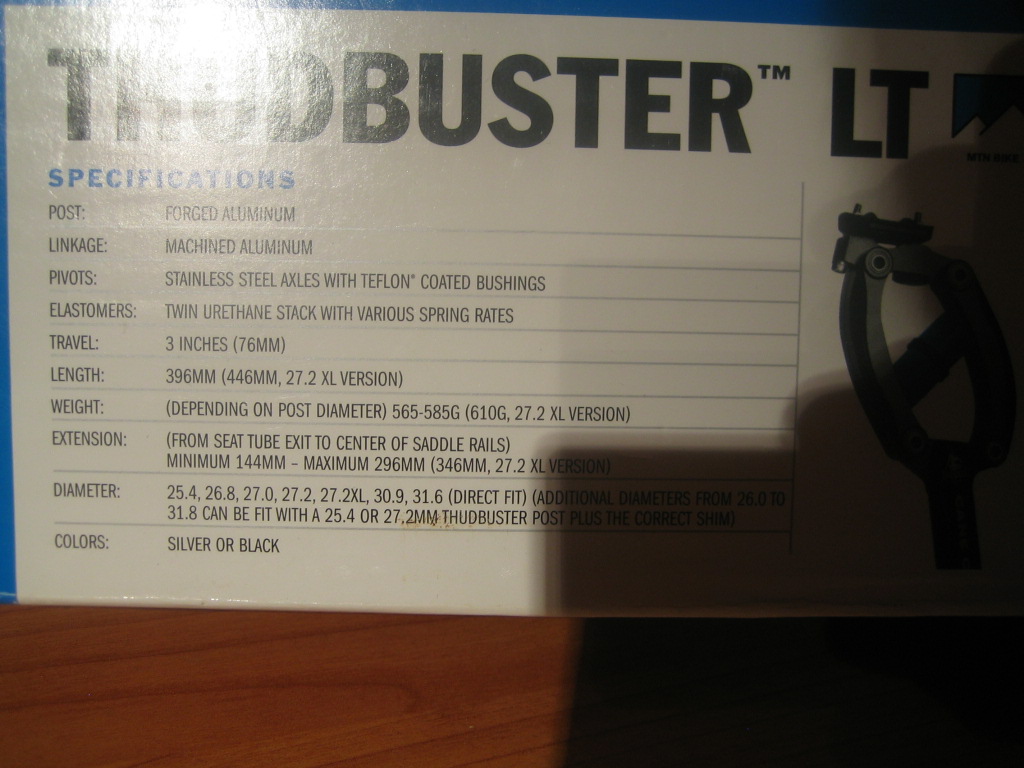 THUDBUSTER™ LT
MTN BIKE
SPECIFICATIONS
POST: FORGED ALUMINUM
LINKAGE: MACHINED ALUMINUM
PIVOTS: STAINLESS STEEL AXLES WITH TEFLON® COATED BUSHINGS
ELASTOMERS: TWIN URETHANE STACK WITH VARIOUS SPRING RATES
TRAVEL: 3 INCHES (76MM)
LENGTH: 396MM (446MM, 27.2 XL VERSION)
WEIGHT: (DEPENDING ON POST DIAMETER) 565-585G (610G, 27.2 XL VERSION)
EXTENSION: (FROM SEAT TUBE EXIT TO CENTER OF SADDLE RAILS)
MINIMUM 144MM – MAXIMUM 296MM (346MM, 27.2 XL VERSION)
DIAMETER: 25.4, 26.8, 27.0, 27.2, 27.2XL, 30.9, 31.6 (DIRECT FIT) (ADDITIONAL DIAMETERS FROM 26.0 TO
31.8 CAN BE FIT WITH A 25.4 OR 27.2MM THUDBUSTER POST PLUS THE CORRECT SHIM)
COLORS: SILVER OR BLACK